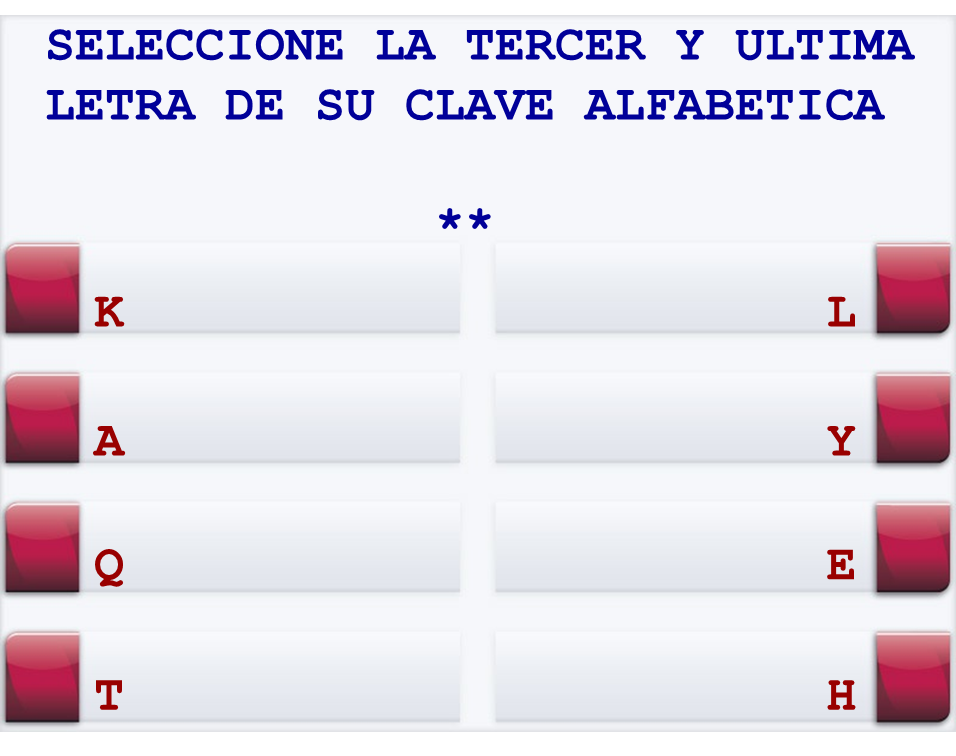 SELECCIONE LA TERCER Y ULTIMA
LETRA DE SU CLAVE ALFABETICA
**
K
L
A
Y
Q
E
T
H